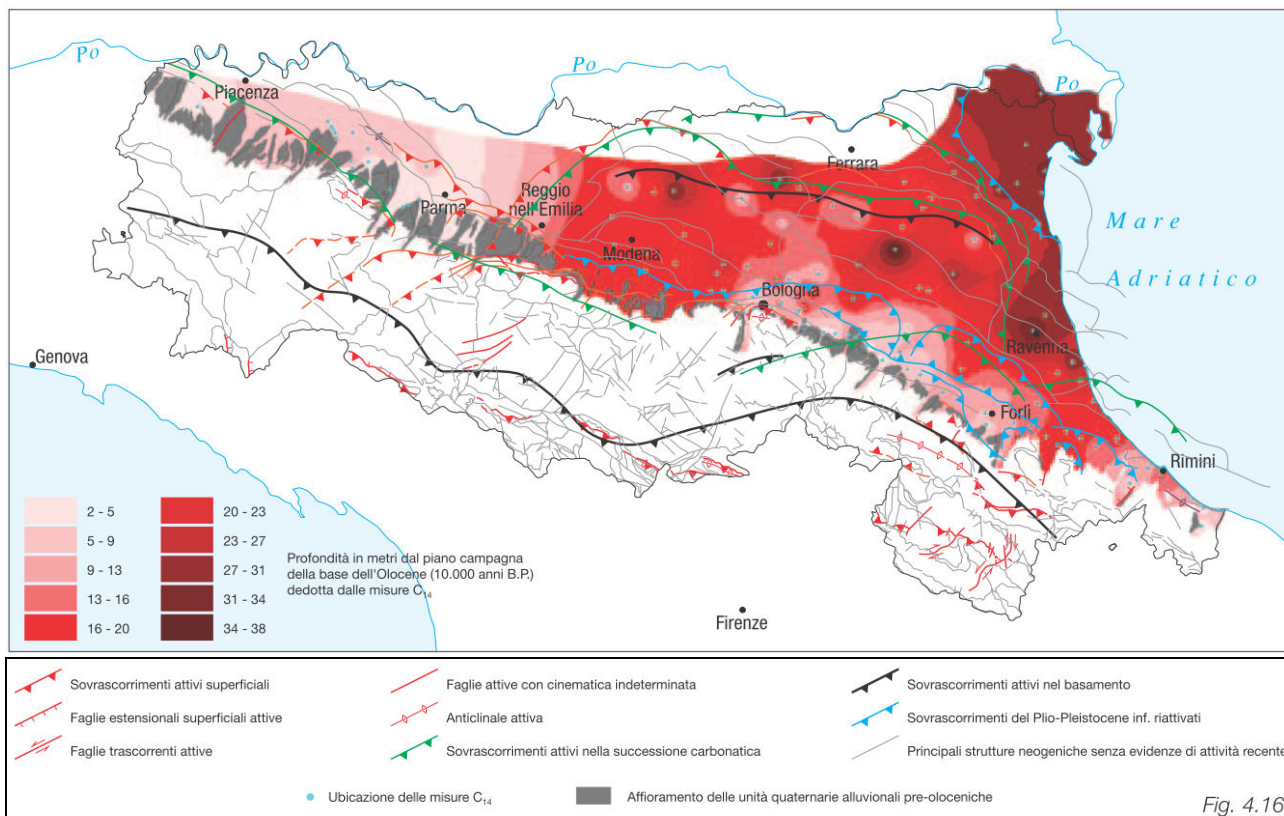 Po
Po
Po
Piacenza
Ferrara
Parma
Reggio
nell'Emilia
Modena
Mare
Adriatico
Bologna
Ravenna
Genova
Forlì
Rimini
Firenze
2 - 5
5 - 9
9 - 13
13 - 16
16 - 20
20 - 23
23 - 27
27 - 31
31 - 34
34 - 38
Profondità in metri dal piano campagna
della base dell'Olocene (10.000 anni B.P.)
dedotta dalle misure C14
Sovrascorrimenti attivi superficiali
Faglie estensionali superficiali attive
Faglie trascorrenti attive
Faglie attive con cinematica indeterminata
Anticlinale attiva
Sovrascorrimenti attivi nella successione carbonatica
Sovrascorrimenti attivi nel basamento
Sovrascorrimenti del Plio-Pleistocene inf. riattivati
Principali strutture neogeniche senza evidenze di attività recente
Ubicazione delle misure C14
Affioramento delle unità quaternarie alluvionali pre-oloceniche
Fig. 4.16